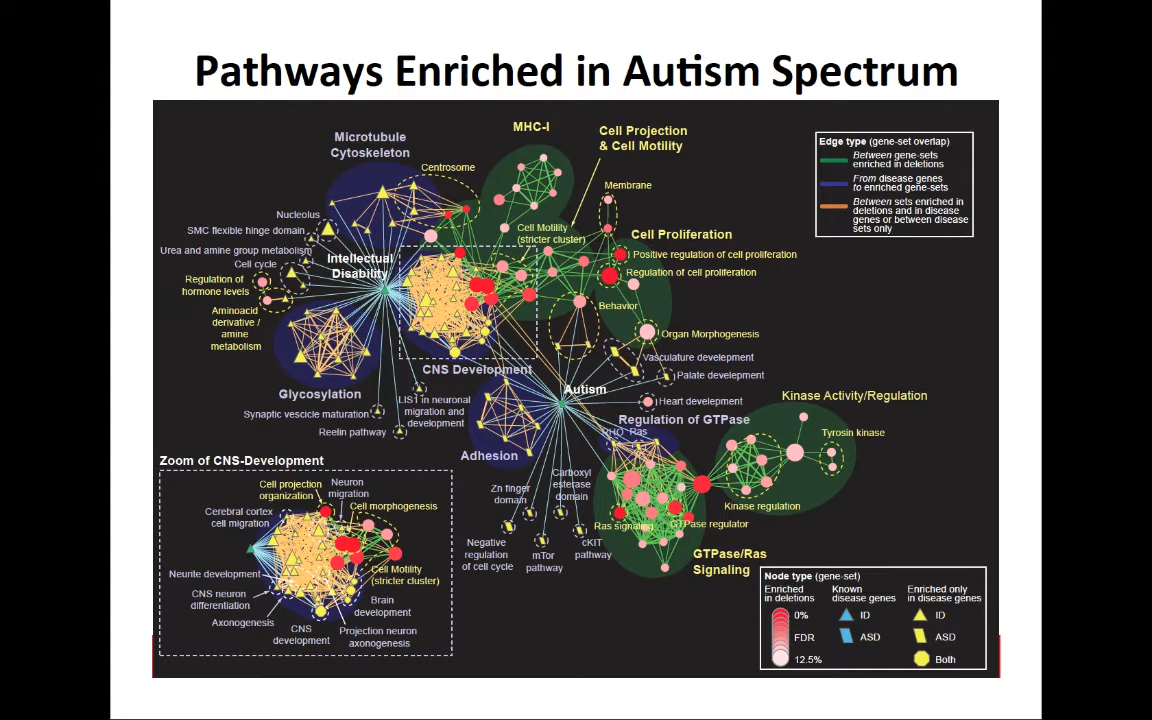 Pathways Enriched in Autism Spectrum
MHC-I
Cell Projection
& Cell Motility
Microtubule
Cytoskeleton
Centrosome
Membrane
Edge type (gene-set overlap)
Between gene-sets
enriched in deletions
From disease genes
to enriched gene-sets
Between sets enriched in
deletions and in disease
genes or between disease
sets only
Nucleolus
SMC flexible hinge domain
Urea and amine group metabolism
Cell cycle
Regulation of
hormone levels
Aminoacid
derivative /
amine
metabolism
Intellectual
Disability
Cell Motility
(stricter cluster)
Cell Proliferation
Positive regulation of cell proliferation
Regulation of cell proliferation
Behavior
Organ Morphogenesis
Vasculature development
Palate development
CNS Development
Autism
Heart development
Glycosylation
Synaptic vescicle maturation
Reelin pathway
LIS1 in neuronal
migration and
development
Adhesion
Regulation of GTPase
RHO
Ras
Kinase Activity/Regulation
Tyrosin kinase
Kinase regulation
Carboxyl
esterase
domain
Zn finger
domain
Negative
regulation
of cell cycle
mTor
pathway
cKIT
pathway
Ras signaling
GTPase regulator
GTPase/Ras
Signaling
Zoom of CNS-Development
Cell projection
organization
Neuron
migration
Cell morphogenesis
Cerebral cortex
cell migration
Cell Motility
(stricter cluster)
Neurite development
CNS neuron
differentiation
Axonogenesis
CNS
development
Brain
development
Projection neuron
axonogenesis
Node type (gene-set)
Enriched
in deletions
0%
FDR
12.5%
Known
disease genes
ID
ASD
Enriched only
in disease genes
ID
ASD
Both